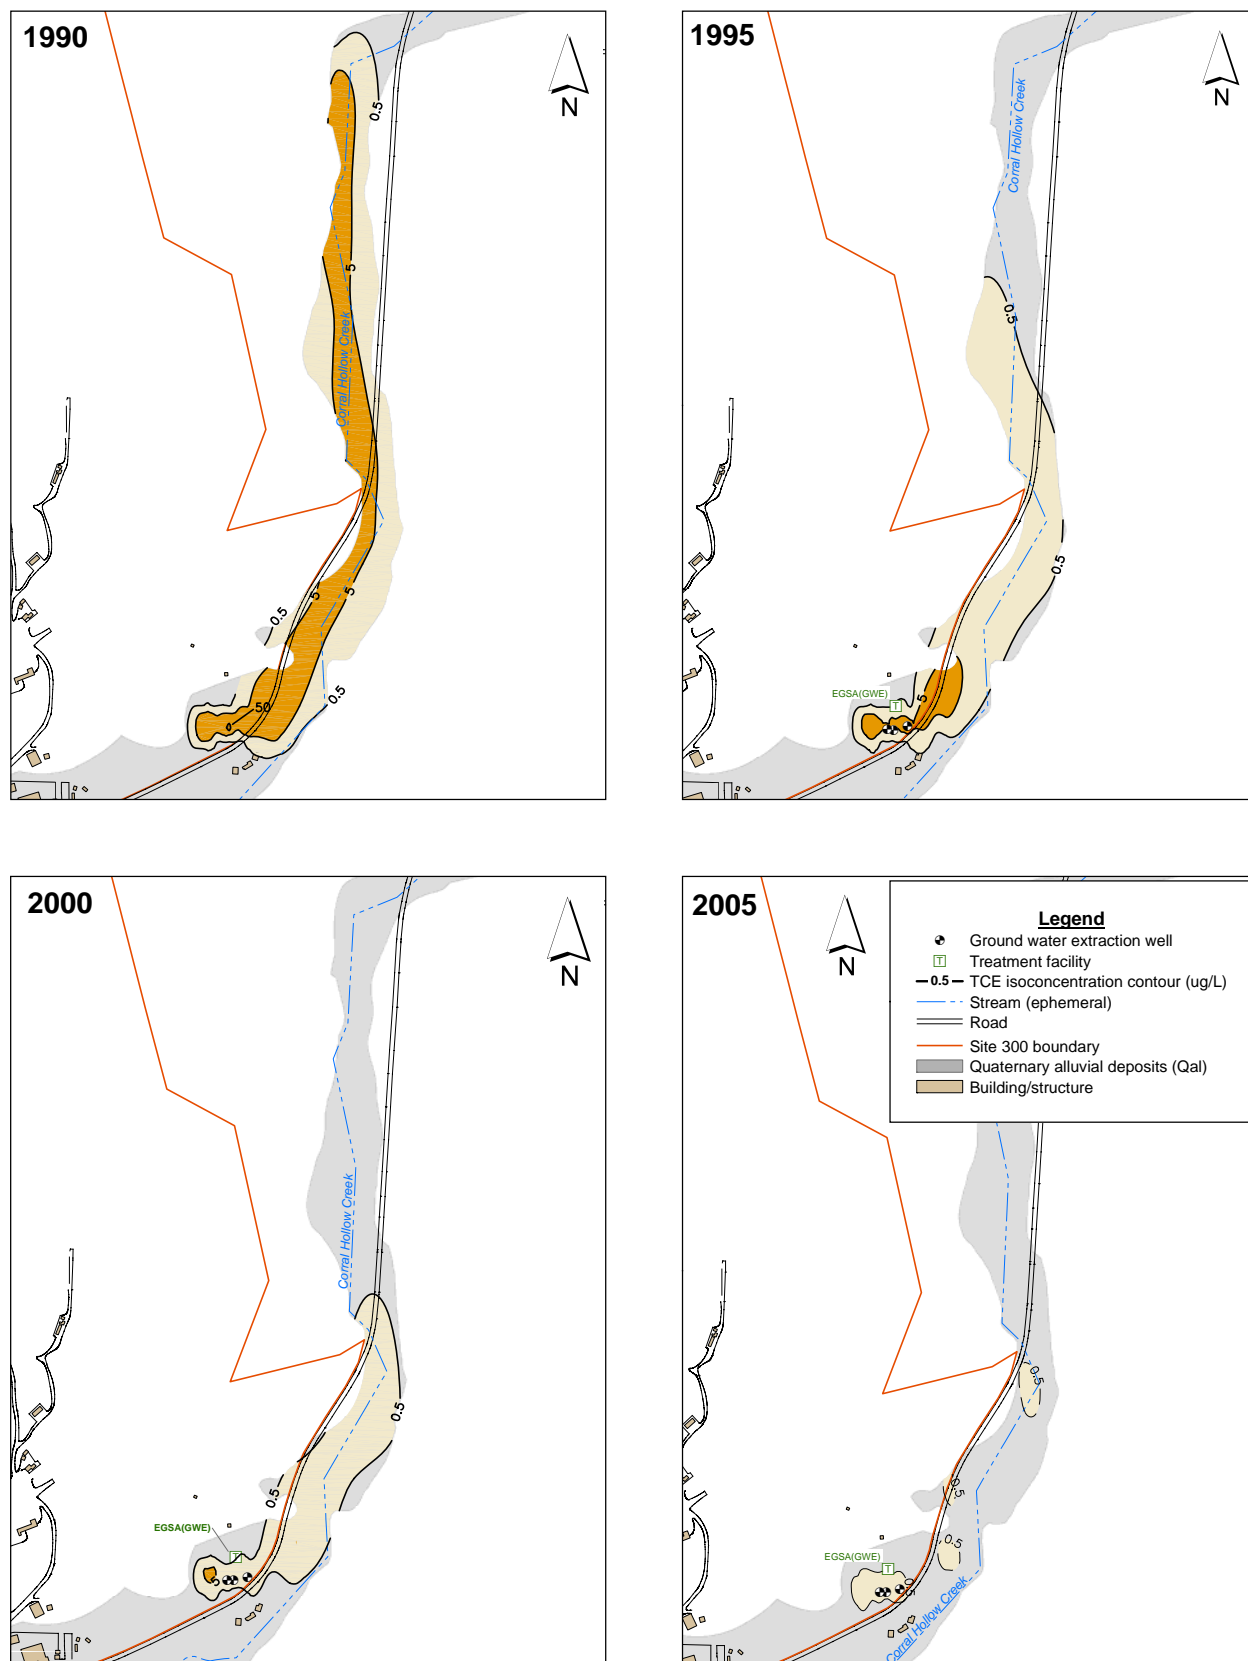 1990
N
0.5
5
Corral Hollow Creek
5
5
0.5
0.5
50
1995
N
Corral Hollow Creek
0.5
0.5
EGSA(GWE)
T
5
2000
N
Corral Hollow Creek
0.5
0.5
EGSA(GWE)
T
5
2005
N
Legend
Ground water extraction well
T Treatment facility
0.5 TCE isoconcentration contour (ug/L)
Stream (ephemeral)
Road
Site 300 boundary
Quaternary alluvial deposits (Qal)
Building/structure
0.5
0.5
0.5
EGSA(GWE)
T
0.5
Corral Hollow Creek